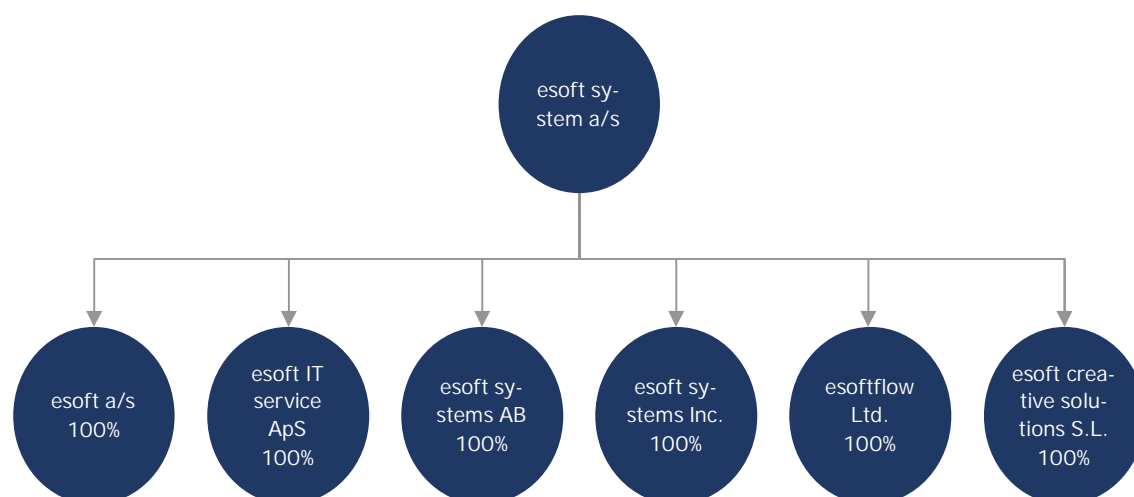 esoft sy-
stem a/s
esoft a/s
100%
esoft IT
service
ApS
100%
esoft sy-
stems AB
100%
esoft sy-
stems Inc.
100%
esoftflow
Ltd.
100%
esoft crea-
tive solu-
tions S.L.
100%